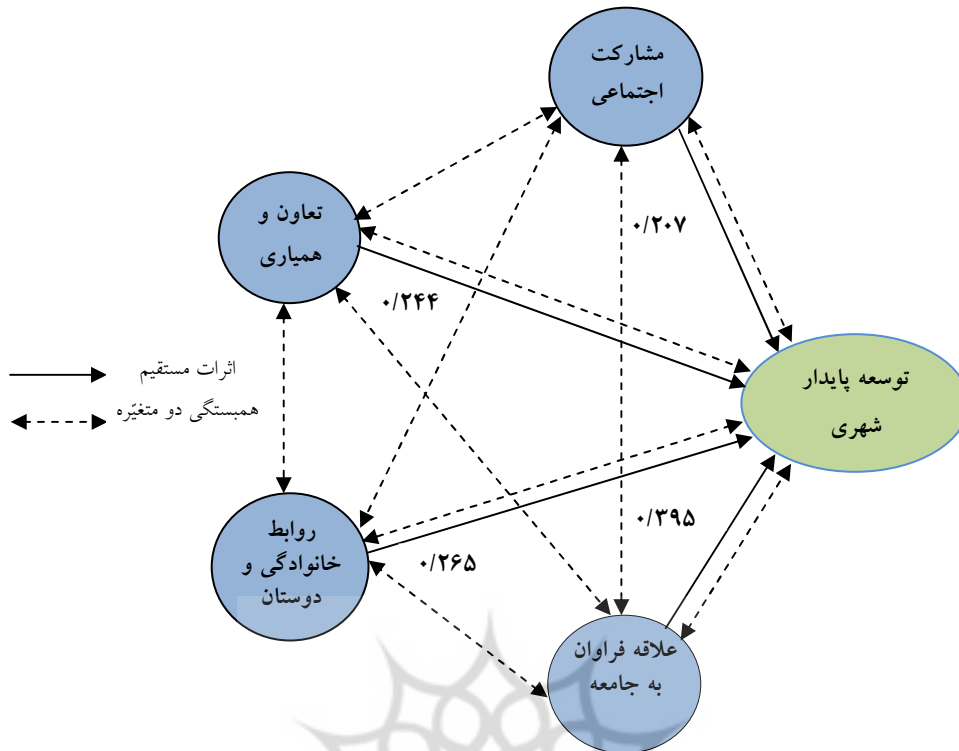 مشارکت
اجتماعی
تعاون و
همیاری
۰/۲۰۷
۰/۲۴۴
توسعه پایدار
شهری
اثرات مستقیم
همبستگی دو متغیّره
روابط
خانوادگی و
دوستان
۰/۳۹۵
۰/۲۶۵
علاقه فراوان
به جامعه